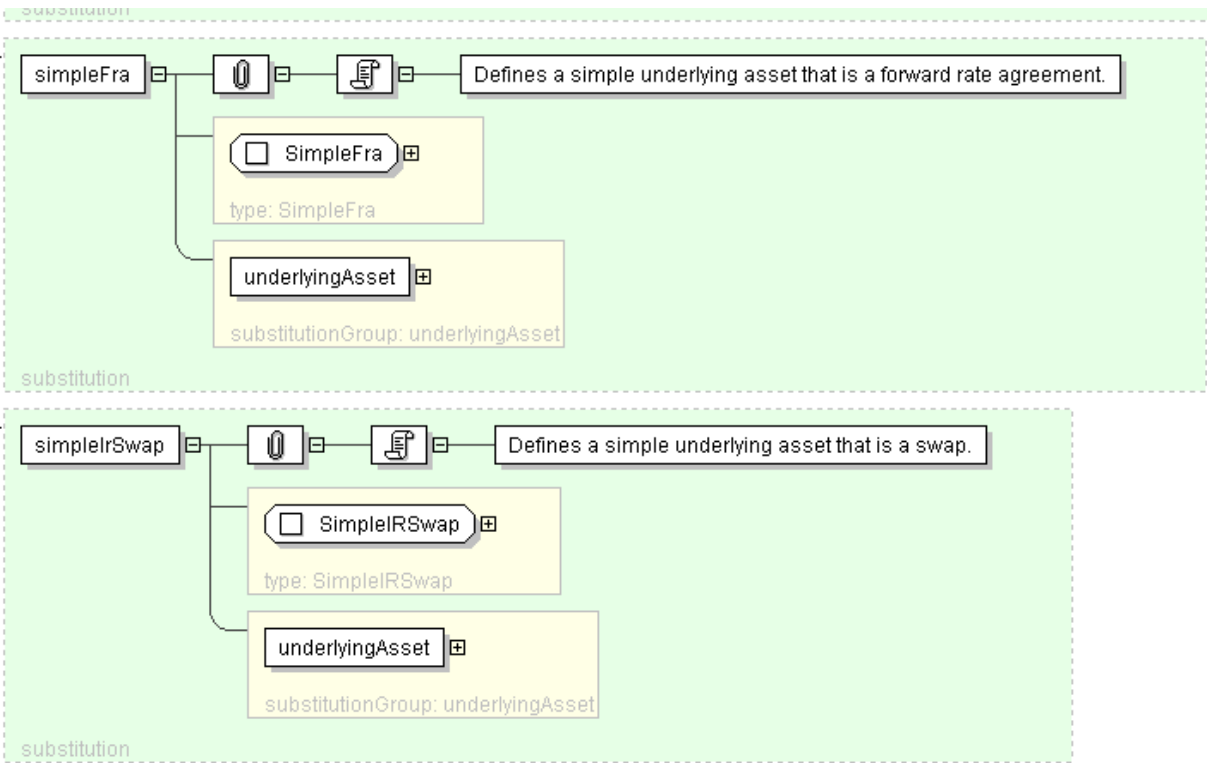 substitution
simpleFra
Defines a simple underlying asset that is a forward rate agreement.
SimpleFra
type: SimpleFra
underlyingAsset
substitutionGroup: underlyingAsset
substitution
simpleIrSwap
Defines a simple underlying asset that is a swap.
SimpleIRSwap
type: SimpleIRSwap
underlyingAsset
substitutionGroup: underlyingAsset
substitution